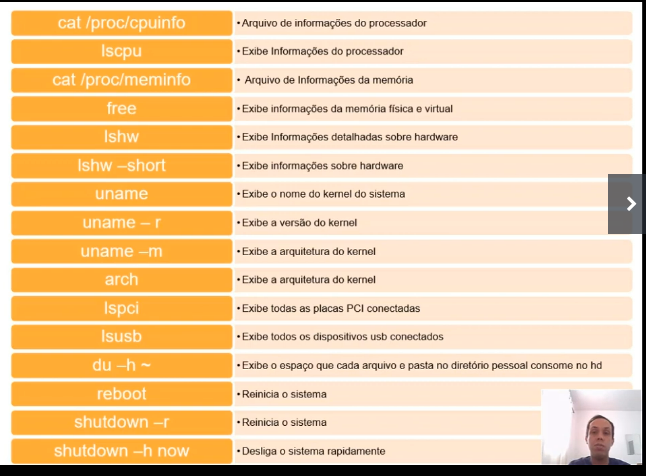 cat /proc/cpuinfo • Arquivo de informações do processador
lscpu • Exibe Informações do processador
cat /proc/meminfo • Arquivo de Informações da memória
free • Exibe informações da memória física e virtual
lshw • Exibe Informações detalhadas sobre hardware
lshw –short • Exibe informações sobre hardware
uname • Exibe o nome do kernel do sistema
uname – r • Exibe a versão do kernel
uname –m • Exibe a arquitetura do kernel
arch • Exibe a arquitetura do kernel
lspci • Exibe todas as placas PCI conectadas
lsusb • Exibe todos os dispositivos usb conectados
du –h ~ • Exibe o espaço que cada arquivo e pasta no diretório pessoal consome no hd
reboot • Reinicia o sistema
shutdown –r • Reinicia o sistema
shutdown –h now • Desliga o sistema rapidamente